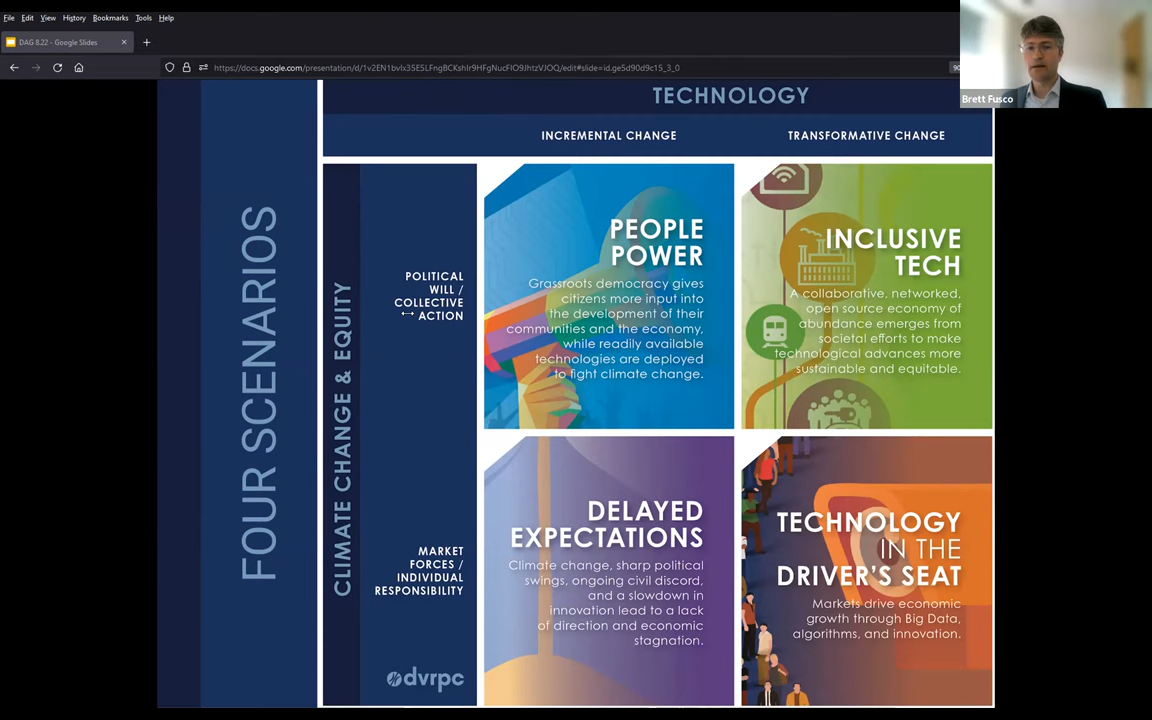 File Edit View History Bookmarks Tools Help
DAG 8.22 - Google Slides
https://docs.google.com/presentation/d/
90
Brett Fusco
TECHNOLOGY
INCREMENTAL CHANGE
TRANSFORMATIVE CHANGE
FOUR SCENARIOS
CLIMATE CHANGE & EQUITY
POLITICAL
WILL /
COLLECTIVE
ACTION
PEOPLE
POWER
Grassroots democracy gives
citizens more input into
the development of their
communities and the economy,
while readily available
technologies are deployed
to fight climate change.
INCLUSIVE
TECH
A collaborative, networked,
open source economy of
abundance emerges from
societal efforts to make
technological advances more
sustainable and equitable.
MARKET
FORCES /
INDIVIDUAL
RESPONSIBILITY
DELAYED
EXPECTATIONS
Climate change, sharp political
swings, ongoing civil discord,
and a slowdown in
innovation lead to a lack
of direction and economic
stagnation.
TECHNOLOGY
IN THE
DRIVER'S SEAT
Markets drive economic
growth through Big Data,
algorithms, and innovation.
dvrpc